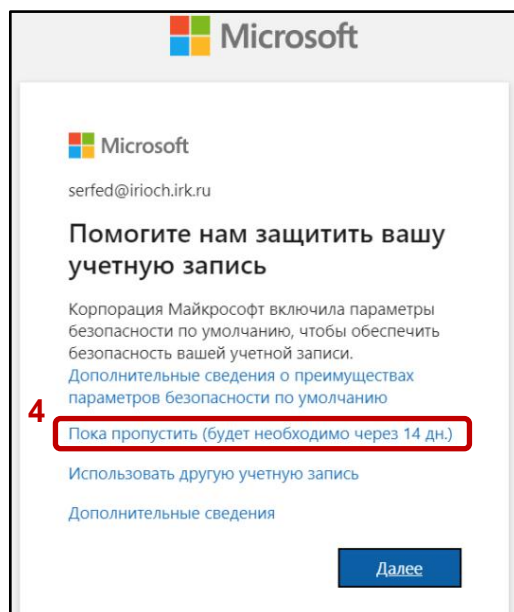 Microsoft
Microsoft
serfed@irioch.irk.ru
Помогите нам защитить вашу
учетную запись
Корпорация Майкрософт включила параметры
безопасности по умолчанию, чтобы обеспечить
безопасность вашей учетной записи.
Дополнительные сведения о преимуществах
параметров безопасности по умолчанию
4
Пока пропустить (будет необходимо через 14 дн.)
Использовать другую учетную запись
Дополнительные сведения
Далее